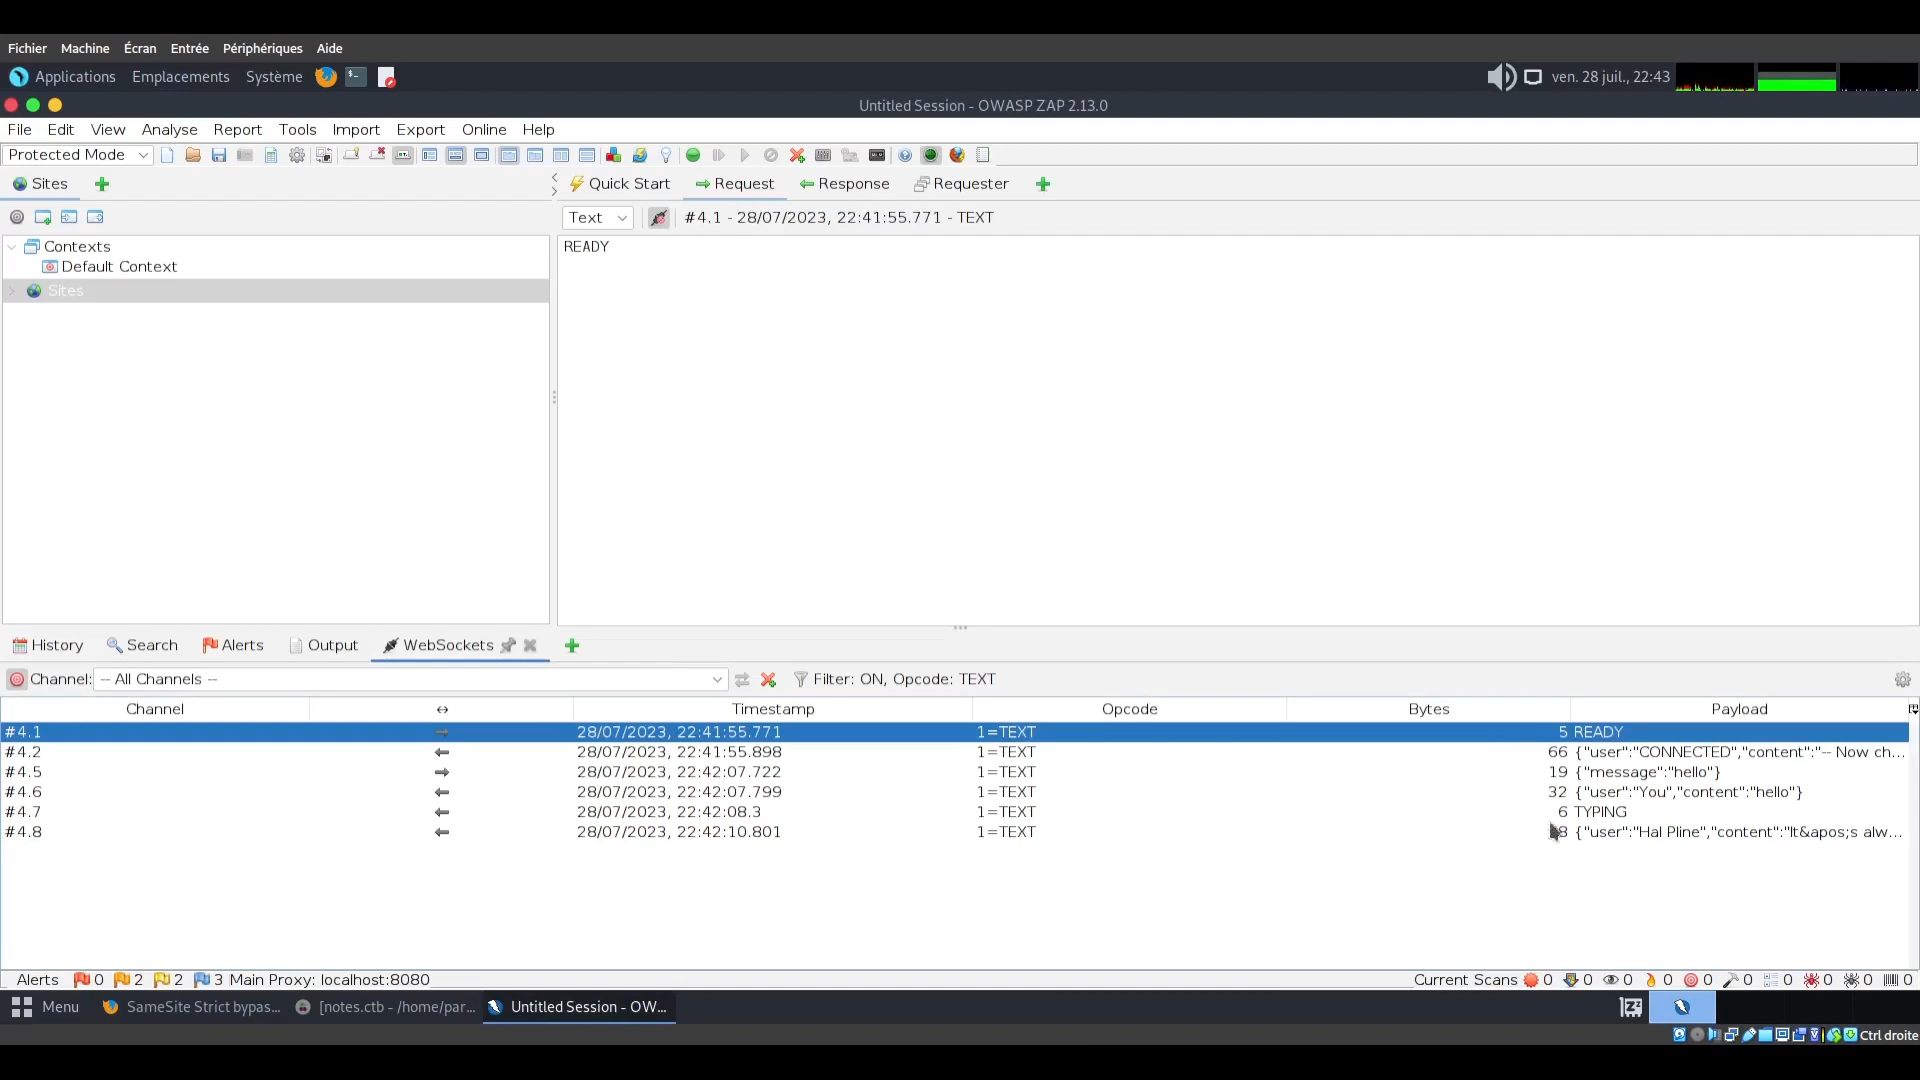 Fichier Machine Écran Entrée Périphériques Aide
Applications Emplacements Système ven. 28 juil., 22:43
Untitled Session - OWASP ZAP 2.13.0
File Edit View Analyse Report Tools Import Export Online Help
Protected Mode
Sites Quick Start Request Response Requester
Text #4.1 - 28/07/2023, 22:41:55.771 - TEXT
Contexts
Default Context
Sites
READY
History Search Alerts Output WebSockets
Channel: -- All Channels -- Filter: ON, Opcode: TEXT
Channel Timestamp Opcode Bytes Payload
#4.1 28/07/2023, 22:41:55.771 1=TEXT 5 READY
#4.2 28/07/2023, 22:41:55.898 1=TEXT 66 {"user":"CONNECTED","content":"-- Now ch...
#4.5 28/07/2023, 22:42:07.722 1=TEXT 19 {"message":"hello"}
#4.6 28/07/2023, 22:42:07.799 1=TEXT 32 {"user":"You","content":"hello"}
#4.7 28/07/2023, 22:42:08.3 1=TEXT 6 TYPING
#4.8 28/07/2023, 22:42:10.801 1=TEXT {"user":"Hal Pline","content":"It&apos;s alw...
Alerts 0 2 2 3 Main Proxy: localhost:8080 Current Scans 0 0 0 0 0 0 0 0 0 0
Menu SameSite Strict bypas... [notes.ctb - /home/par... Untitled Session - OW...
Ctrl droite